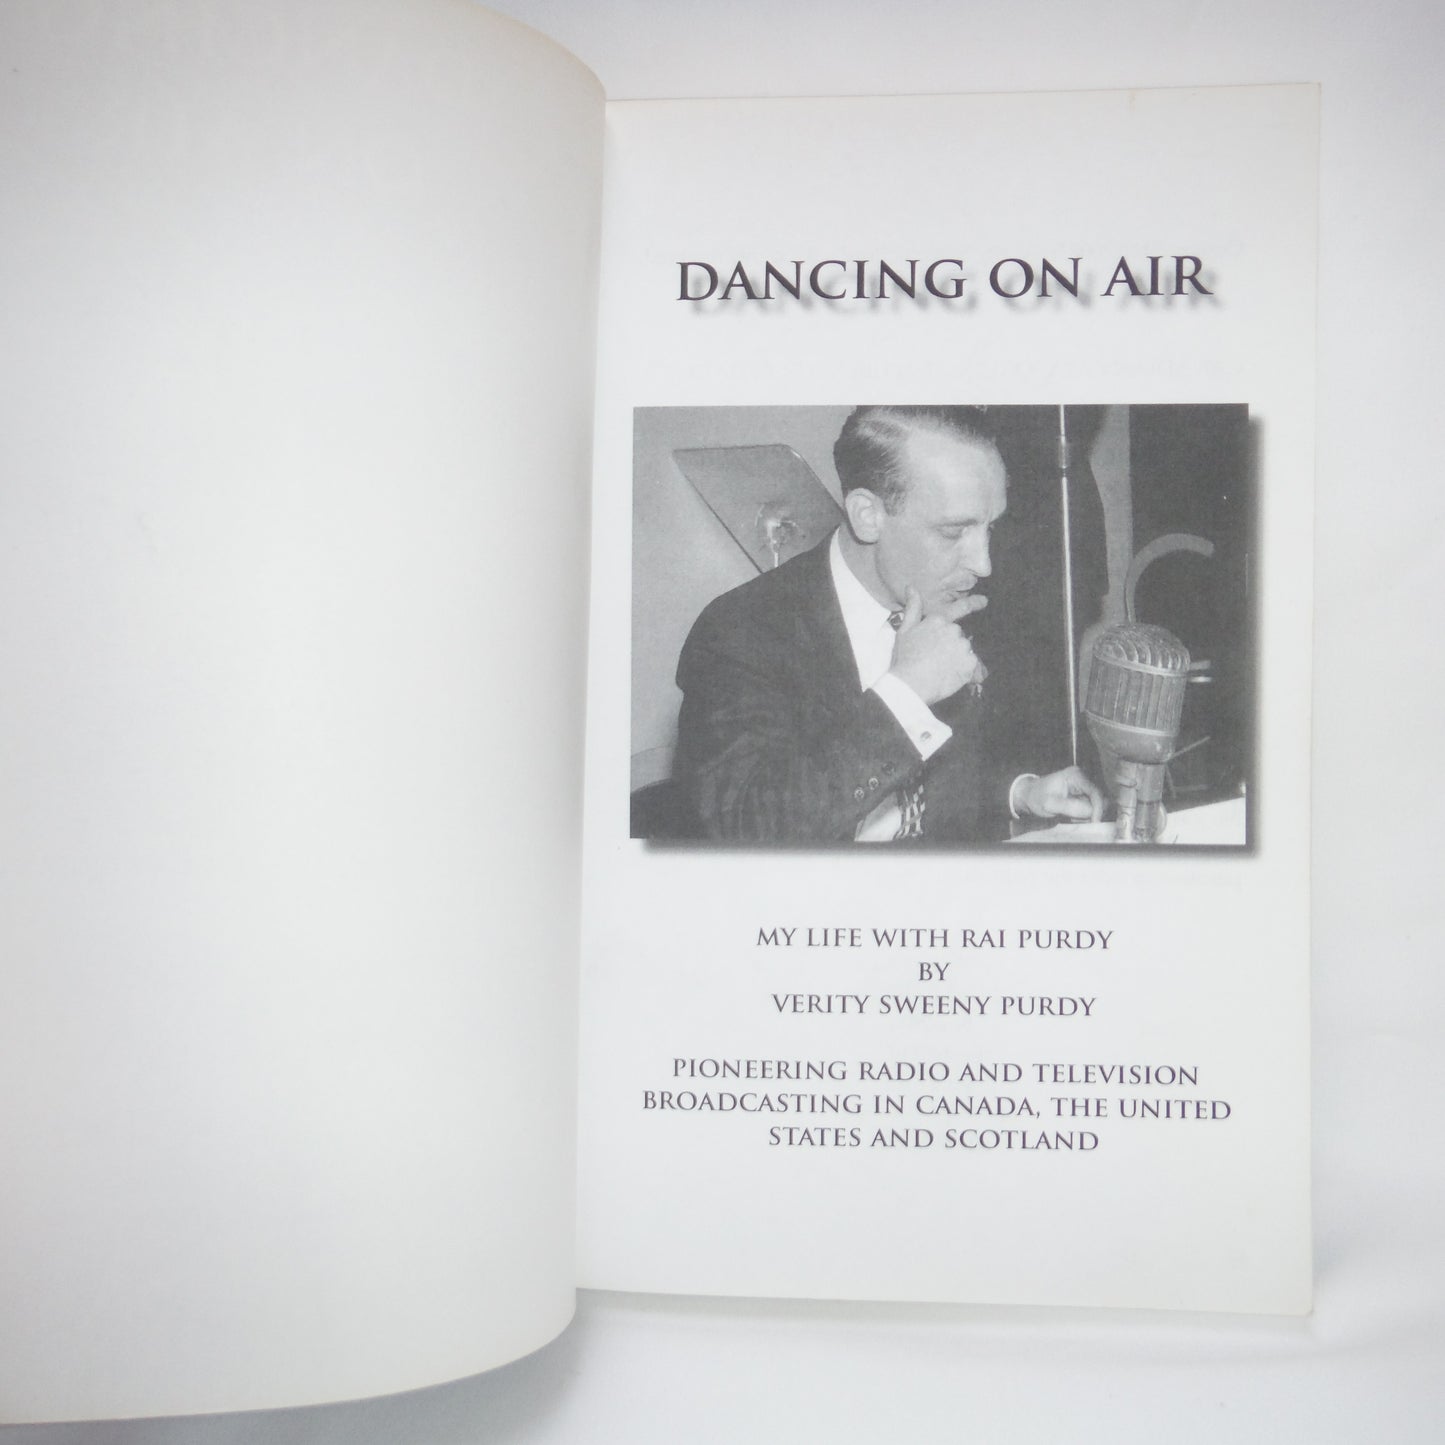 DANCING ON AIR
MY LIFE WITH RAI PURDY
BY
VERITY SWEENY PURDY
PIONEERING RADIO AND TELEVISION
BROADCASTING IN CANADA, THE UNITED
STATES AND SCOTLAND